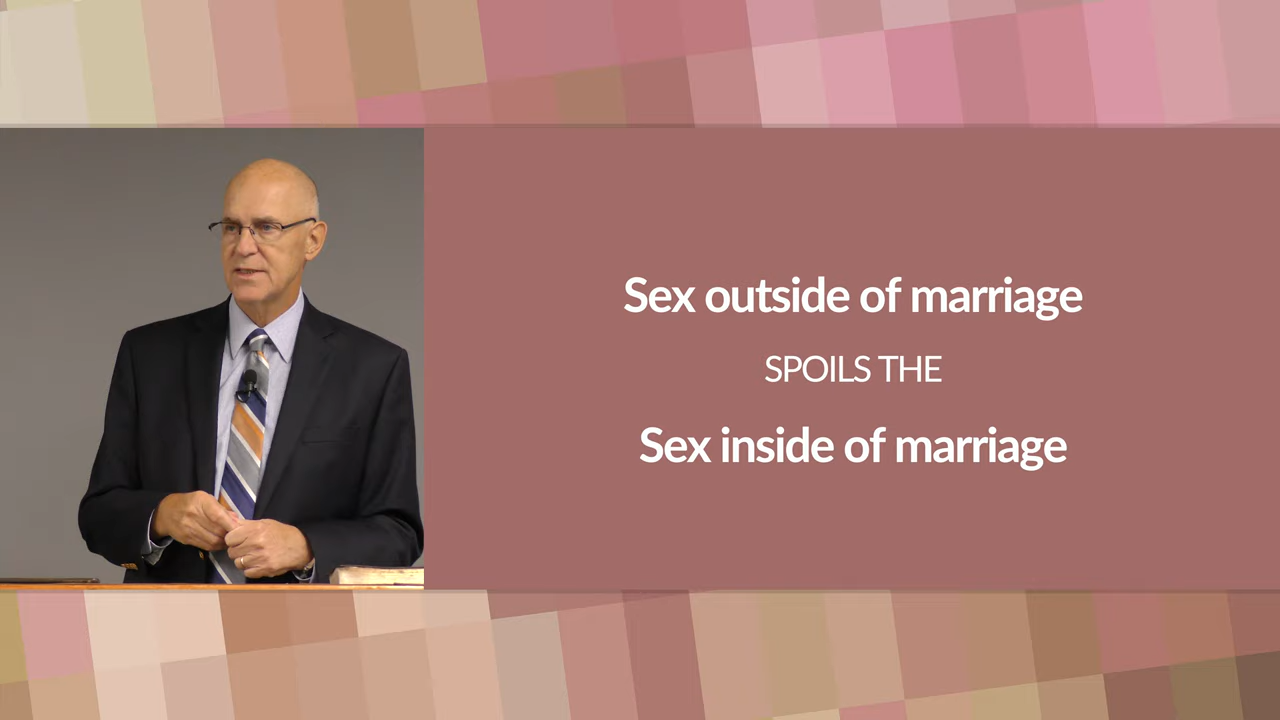 Sex outside of marriage
SPOILS THE
Sex inside of marriage